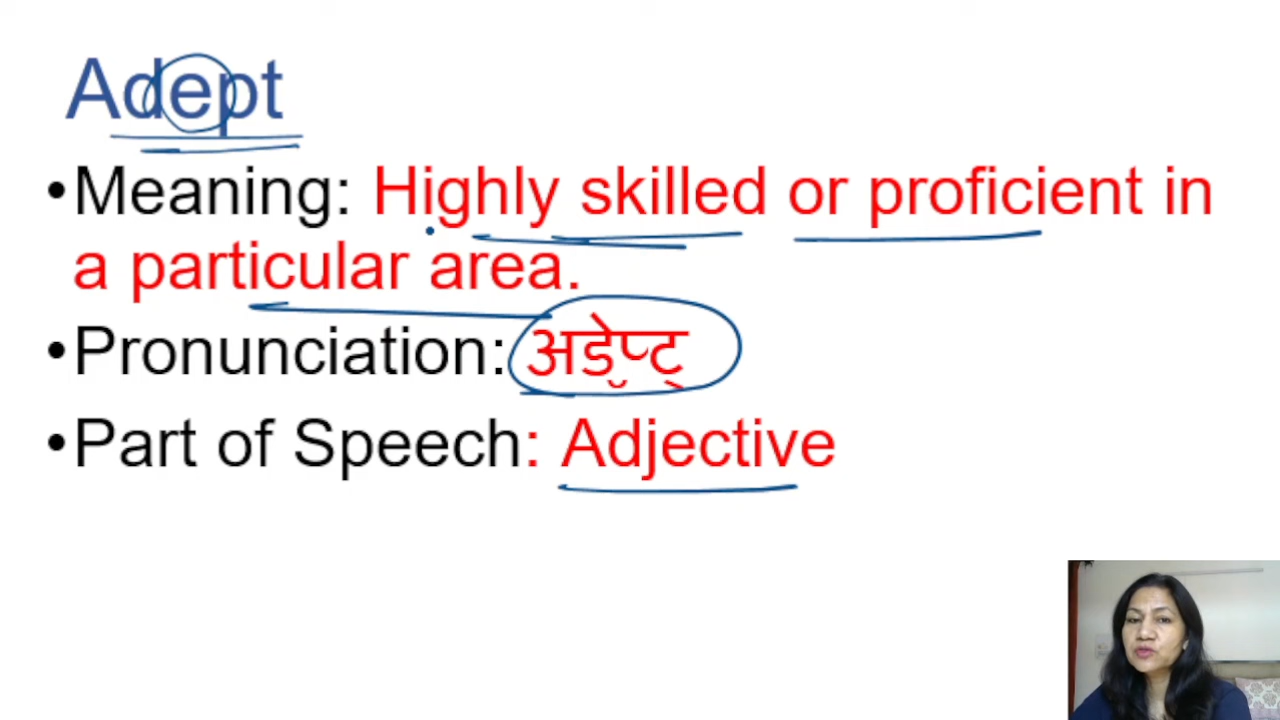 Adept
•Meaning: Highly skilled or proficient in
a particular area.
•Pronunciation: अडे॒प्ट्
•Part of Speech: Adjective